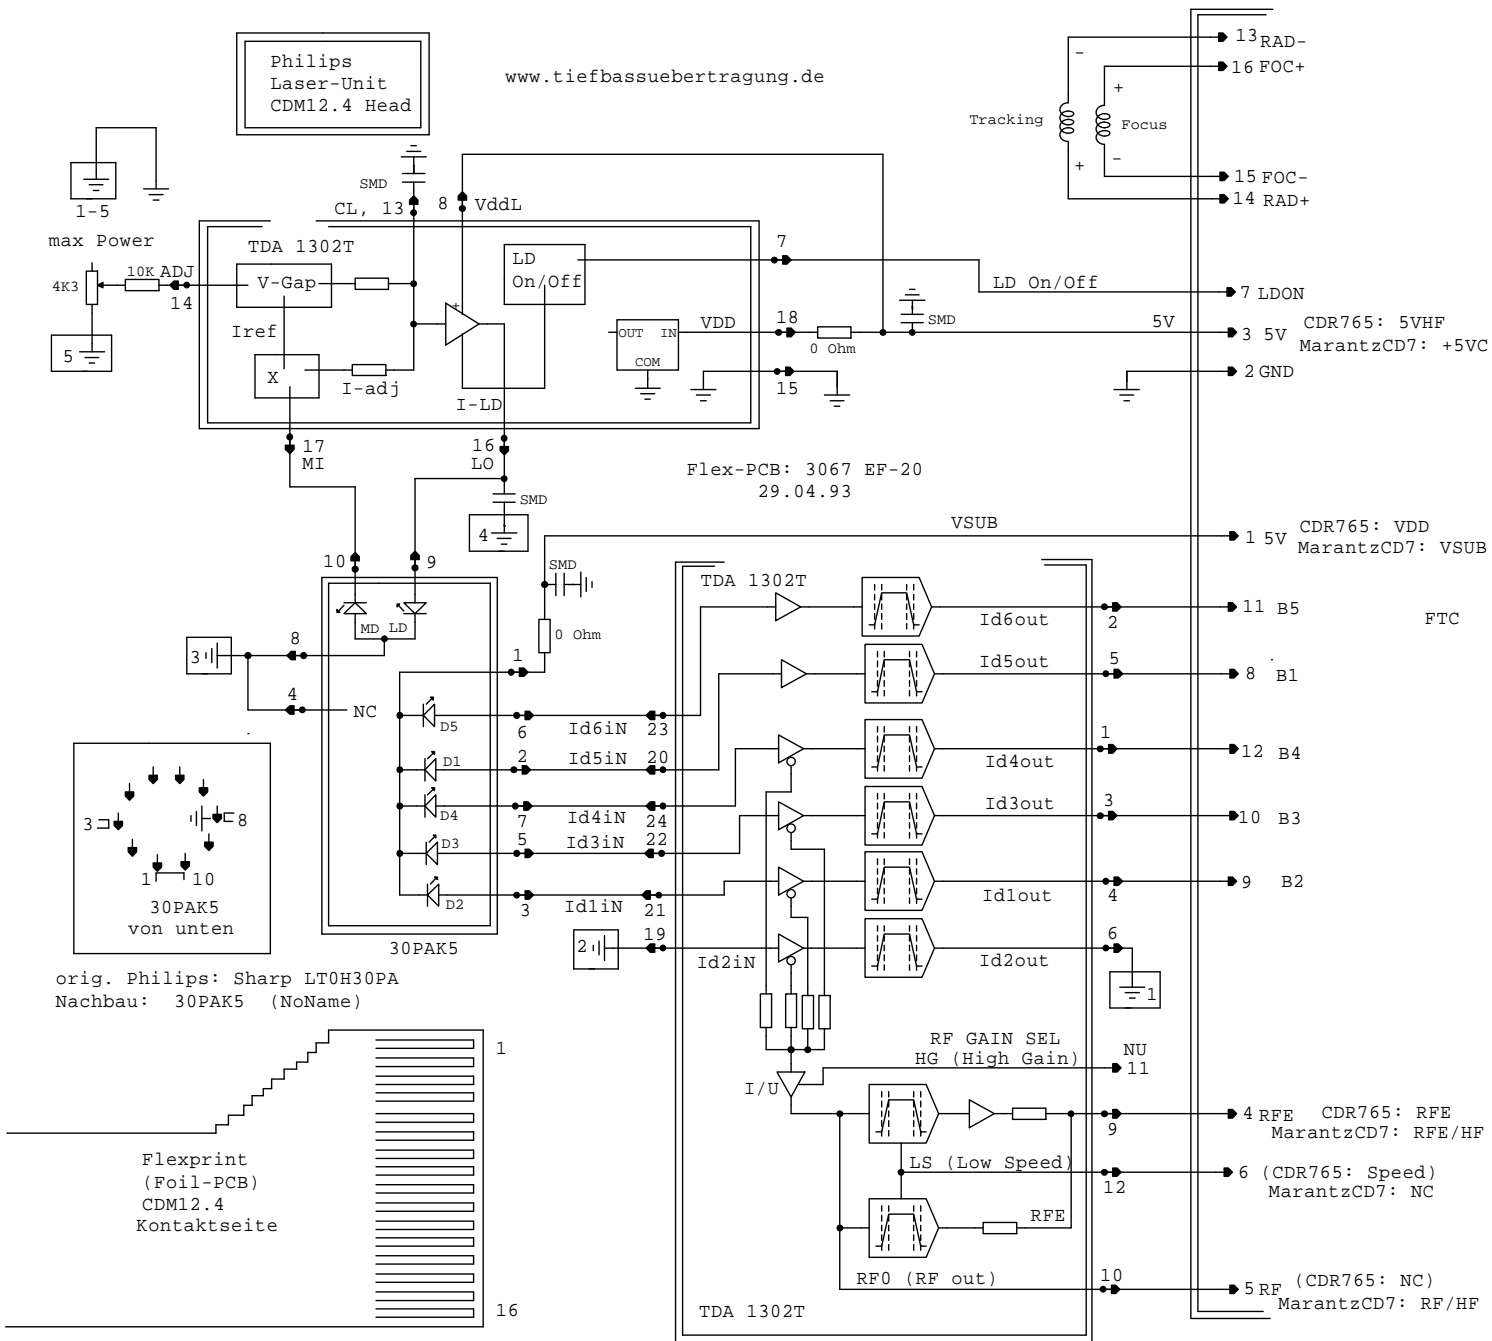 Philips
Laser-Unit
CDM12.4 Head
www.tiefbassuebertragung.de
13 RAD-
-
16 FOC+
+
Tracking
Focus
+
-
15 FOC-
14 RAD+
1-5
SMD
CL, 13
8 VddL
max Power
TDA 1302T
4K3
10K ADJ
14
V-Gap
LD
On/Off
7
LD On/Off
7 LDON
Iref
+
OUT IN
COM
VDD
18
0 Ohm
SMD
5V
3 5V
CDR765: 5VHF
MarantzCD7: +5VC
5
X
I-adj
I-LD
15
2 GND
17
MI
16
LO
SMD
4
Flex-PCB: 3067 EF-20
29.04.93
VSUB
1 5V
CDR765: VDD
MarantzCD7: VSUB
10
9
SMD
TDA 1302T
MD LD
0 Ohm
Id6out
2
11 B5
FTC
3
8
1
Id5out
5
8 B1
4
NC
D5
6
Id6iN
23
D1
2
Id5iN
20
Id4out
1
12 B4
D4
7
Id4iN
24
Id3out
3
10 B3
D3
5
Id3iN
22
D2
3
Id1iN
21
Id1out
4
9 B2
3
8
1
10
30PAK5
von unten
30PAK5
2
19
Id2iN
Id2out
6
1
orig. Philips: Sharp LT0H30PA
Nachbau: 30PAK5 (NoName)
RF GAIN SEL
HG (High Gain)
NU
11
I/U
1
9
4 RFE
CDR765: RFE
MarantzCD7: RFE/HF
Flexprint
(Foil-PCB)
CDM12.4
Kontaktseite
LS (Low Speed)
12
6 (CDR765: Speed)
MarantzCD7: NC
RFE
16
RF0 (RF out)
10
5 RF
(CDR765: NC)
MarantzCD7: RF/HF
TDA 1302T